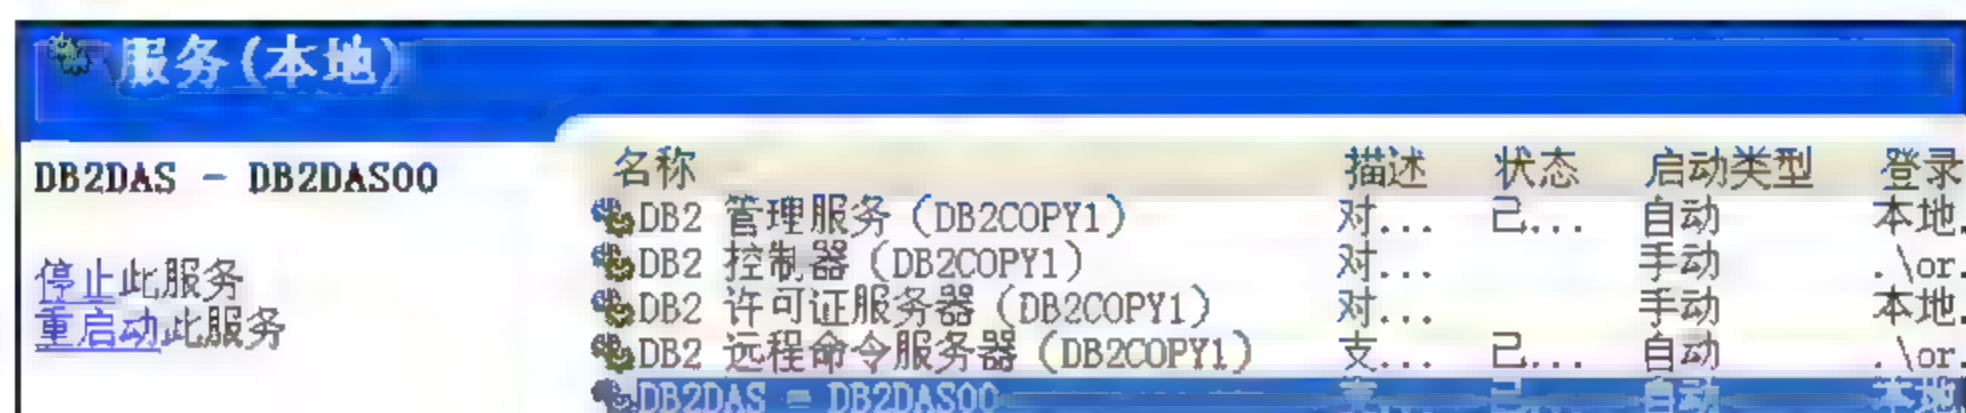 服务(本地)
DB2DAS - DB2DAS00
停止此服务
重启动此服务
名称 描述 状态 启动类型 登录
DB2 管理服务 (DB2COPY1) 对... 已... 自动 本地.
DB2 控制器 (DB2COPY1) 对... 手动 .\or.
DB2 许可证服务器 (DB2COPY1) 对... 手动 本地.
DB2 远程命令服务器 (DB2COPY1) 支... 已... 自动 .\or.
DB2DAS - DB2DAS00 自动 本地